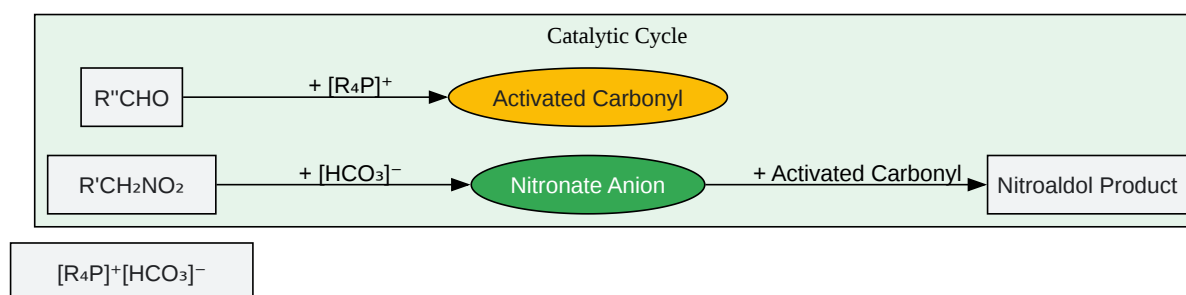 Catalytic Cycle
R"CHO
+ [R₄P]⁺
Activated Carbonyl
R'CH₂NO₂
+ [HCO₃]⁻
Nitronate Anion
+ Activated Carbonyl
Nitroaldol Product
[R₄P]⁺[HCO₃]⁻